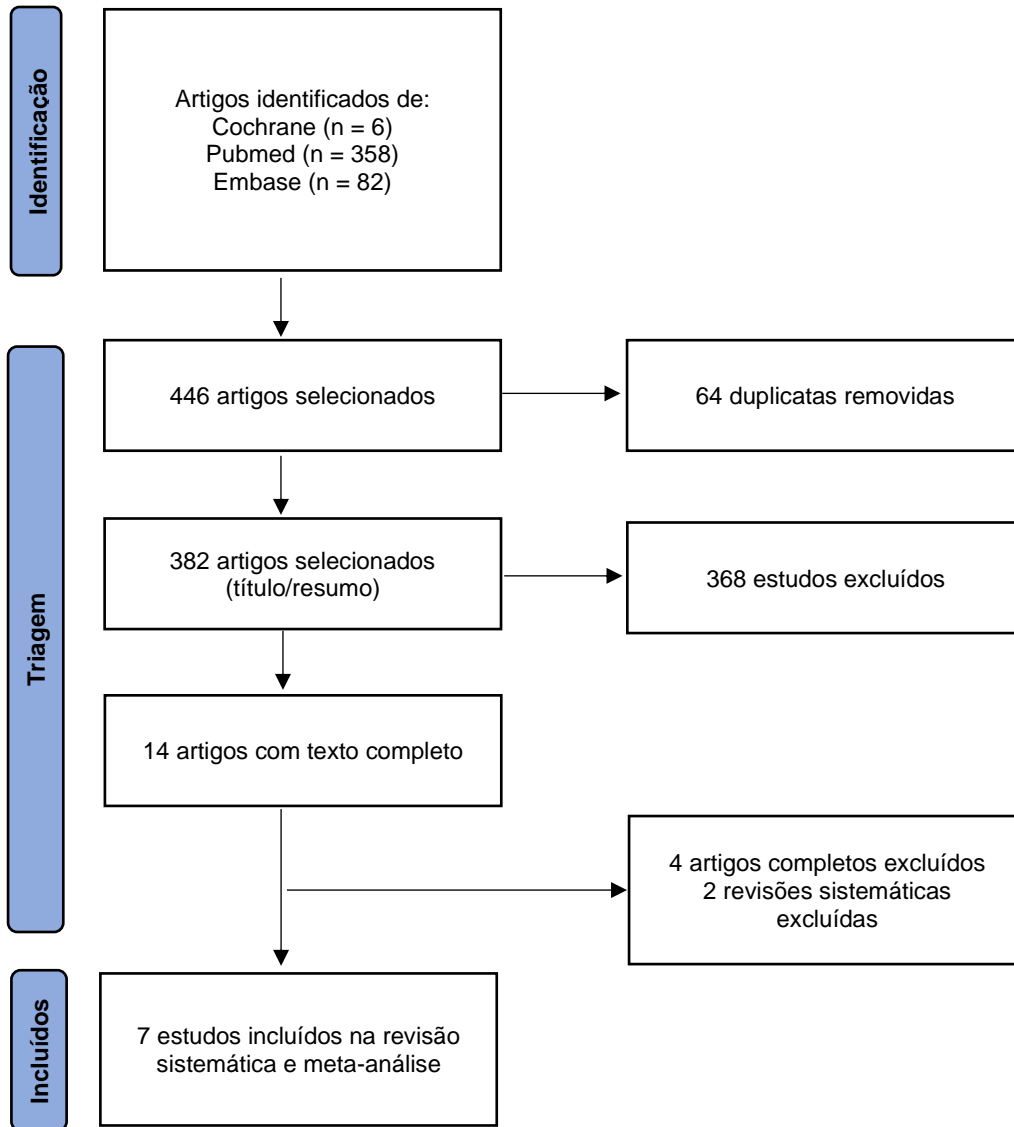 Identificação
Artigos identificados de:
Cochrane (n = 6)
Pubmed (n = 358)
Embase (n = 82)
Triagem
446 artigos selecionados
64 duplicatas removidas
382 artigos selecionados
(título/resumo)
368 estudos excluídos
14 artigos com texto completo
4 artigos completos excluídos
2 revisões sistemáticas
excluídas
Incluídos
7 estudos incluídos na revisão
sistemática e meta-análise